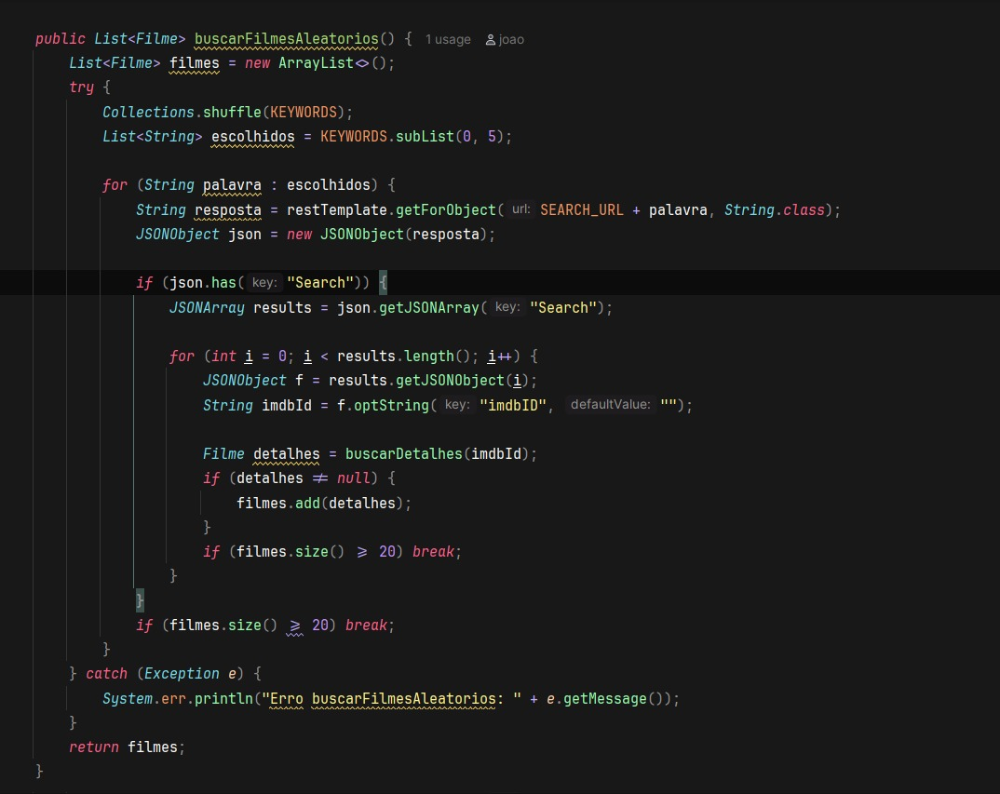 public List<Filme> buscarFilmesAleatorios() { 1 usage joao
List<Filme> filmes = new ArrayList<>();
try {
Collections.shuffle(KEYWORDS);
List<String> escolhidos = KEYWORDS.subList(0, 5);
for (String palavra : escolhidos) {
String resposta = restTemplate.getForObject( url: SEARCH_URL + palavra, String.class);
JSONObject json = new JSONObject(resposta);
if (json.has( key: "Search")) {
JSONArray results = json.getJSONArray( key: "Search");
for (int i = 0; i < results.length(); i++) {
JSONObject f = results.getJSONObject(i);
String imdbId = f.optString( key: "imdbID", defaultValue: "");
Filme detalhes = buscarDetalhes(imdbId);
if (detalhes ≠ null) {
filmes.add(detalhes);
}
if (filmes.size() ⩾ 20) break;
}
}
if (filmes.size() ⩾ 20) break;
}
} catch (Exception e) {
System.err.println("Erro buscarFilmesAleatorios: " + e.getMessage());
}
return filmes;
}